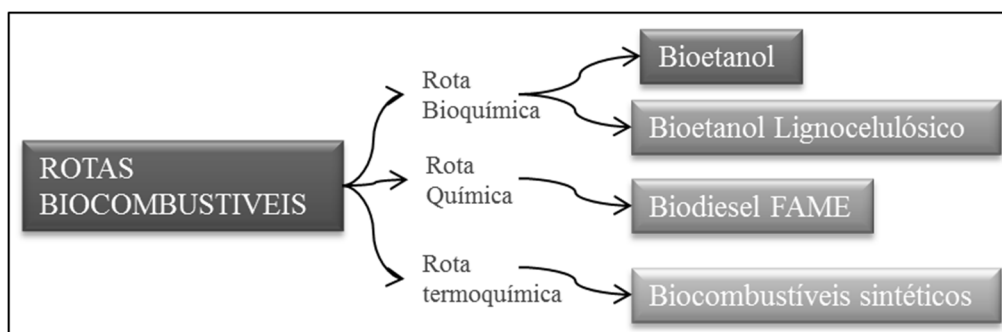 ROTAS
BIOCOMBUSTIVEIS
Rota
Bioquímica
Bioetanol
Bioetanol Lignocelulósico
Rota
Química
Biodiesel FAME
Rota
termoquímica
Biocombustíveis sintéticos